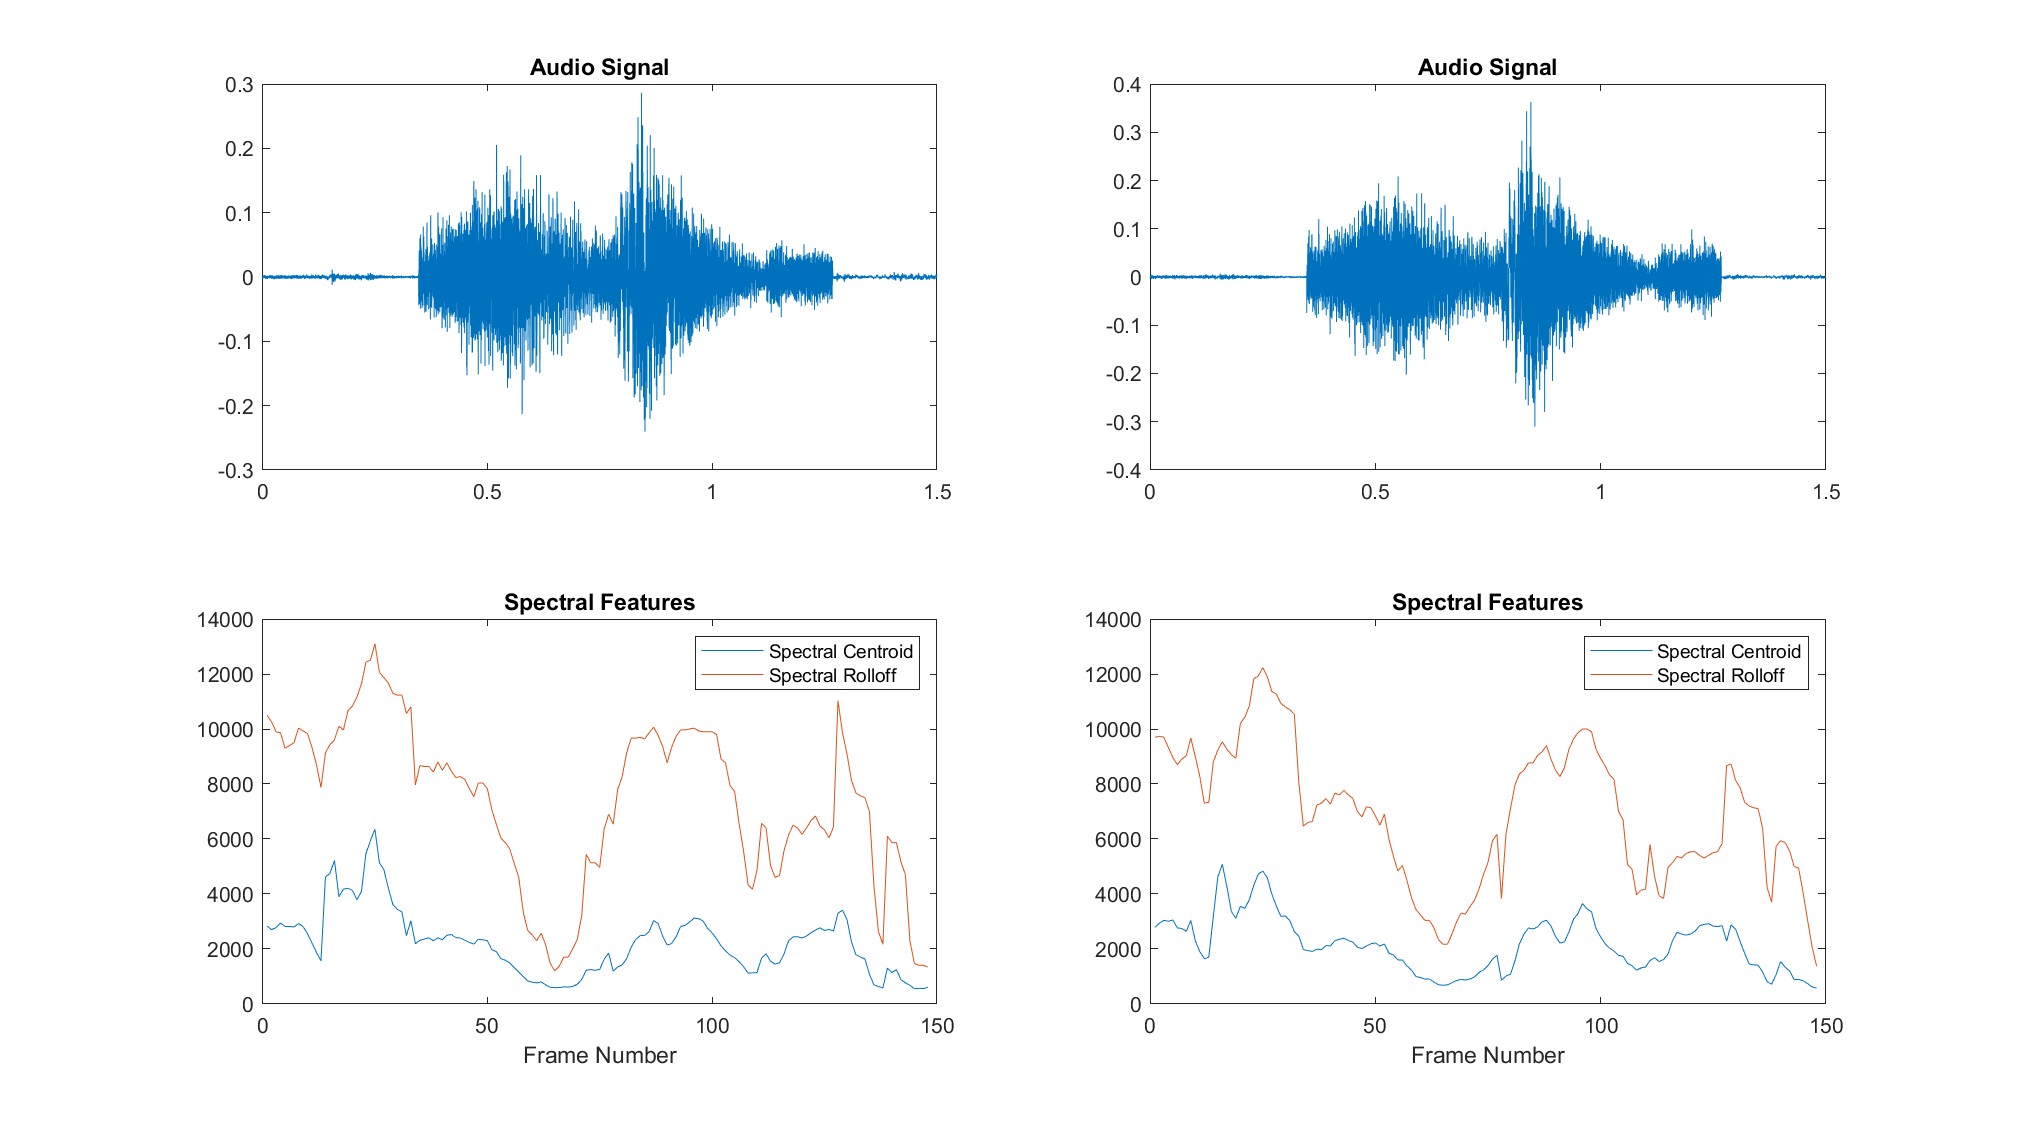 Audio Signal
0.3
0.2
0.1
0
-0.1
-0.2
-0.3
0 0.5 1 1.5
Audio Signal
0.4
0.3
0.2
0.1
0
-0.1
-0.2
-0.3
-0.4
0 0.5 1 1.5
Spectral Features
14000
12000
10000
8000
6000
4000
2000
0
Spectral Centroid
Spectral Rolloff
0 50 100 150
Frame Number
Spectral Features
14000
12000
10000
8000
6000
4000
2000
0
Spectral Centroid
Spectral Rolloff
0 50 100 150
Frame Number